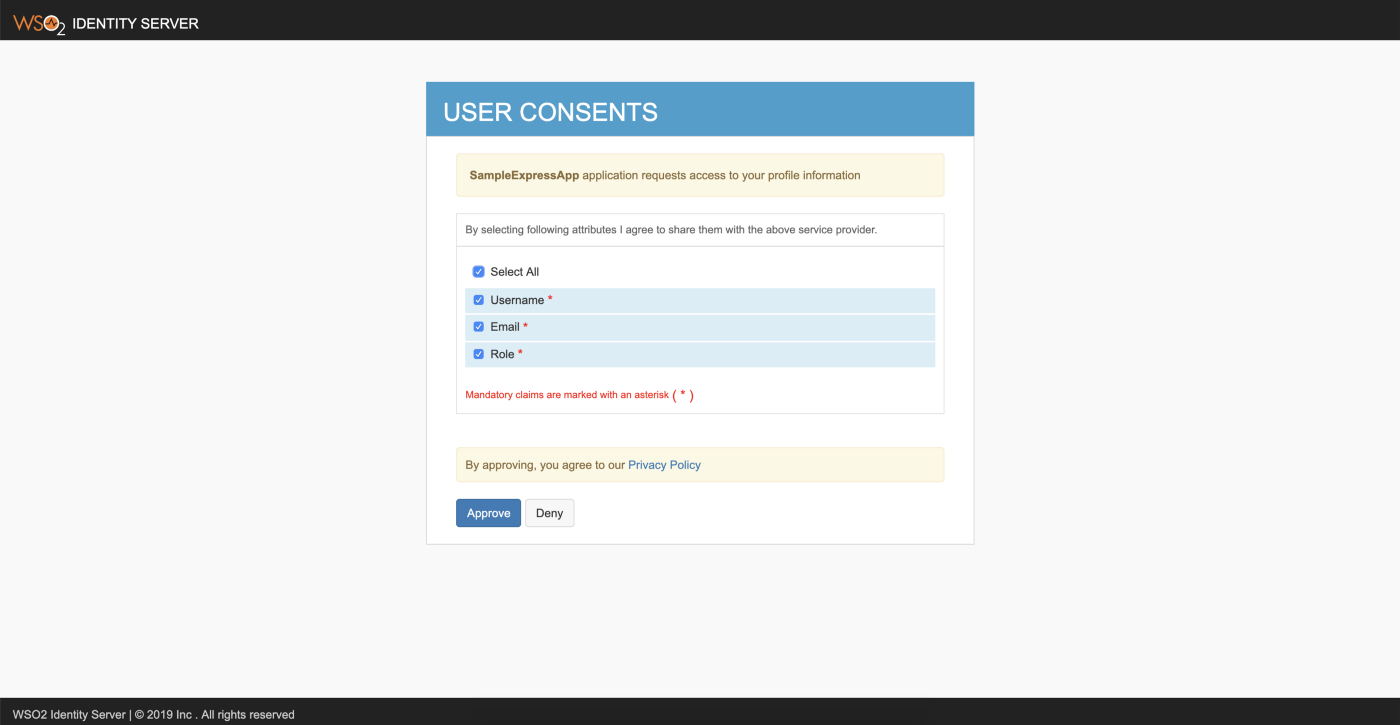 WSO2 IDENTITY SERVER
USER CONSENTS
SampleExpressApp application requests access to your profile information
By selecting following attributes I agree to share them with the above service provider.
Select All
Username *
Email *
Role *
Mandatory claims are marked with an asterisk ( * )
By approving, you agree to our Privacy Policy
Approve Deny
WSO2 Identity Server | © 2019 Inc . All rights reserved